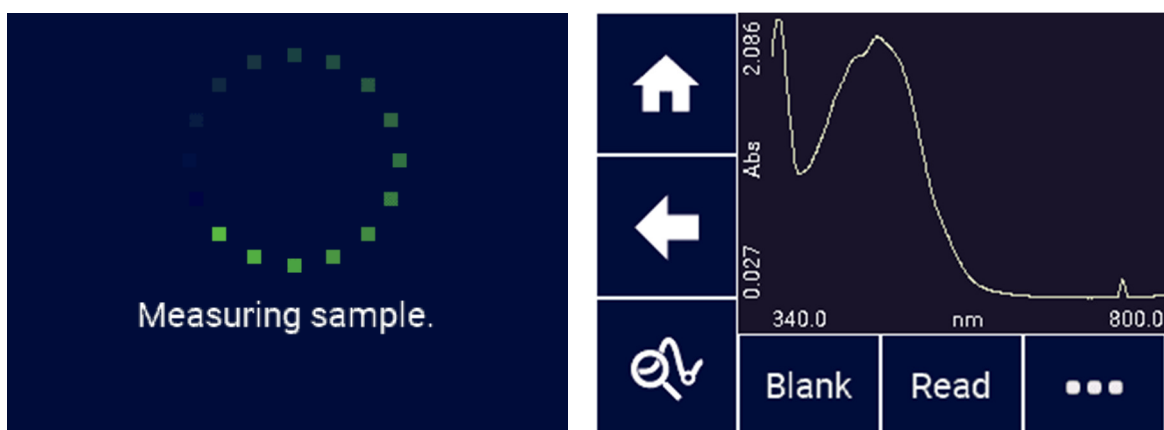 Measuring sample.
2.086
Abs
0.027
340.0 nm 800.0
Blank Read